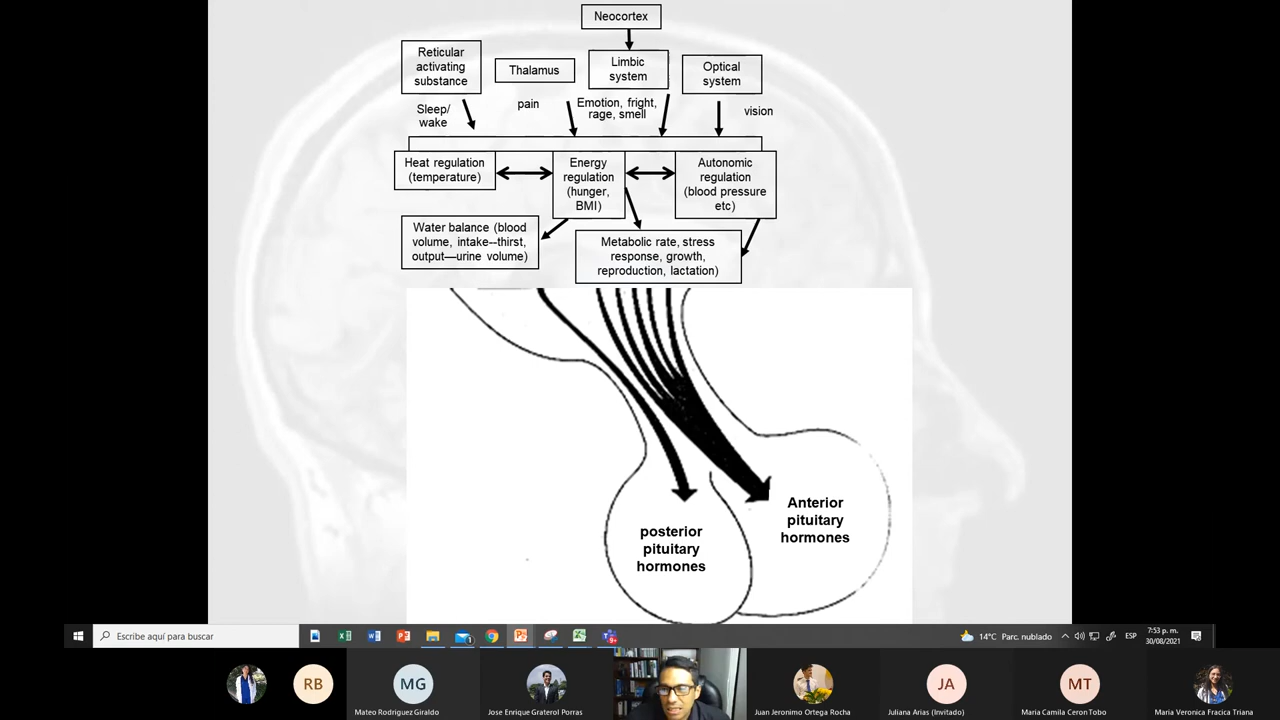 Neocortex
Reticular
activating
substance
Thalamus
Limbic
system
Optical
system
Sleep/
wake
pain
Emotion, fright,
rage, smell
vision
Heat regulation
(temperature)
Energy
regulation
(hunger,
BMI)
Autonomic
regulation
(blood pressure
etc)
Water balance (blood
volume, intake--thirst,
output—urine volume)
Metabolic rate, stress
response, growth,
reproduction, lactation)
posterior
pituitary
hormones
Anterior
pituitary
hormones
Escribe aquí para buscar
14°C Parc. nublado
ESP
7:53 p. m.
30/08/2021
RB
MG
JA
MT
Mateo Rodriguez Giraldo
Jose Enrique Graterol Porras
Juan Jeronimo Ortega Rocha
Juliana Arias (Invitado)
Maria Camila Ceron Tobo
Maria Veronica Fracica Triana